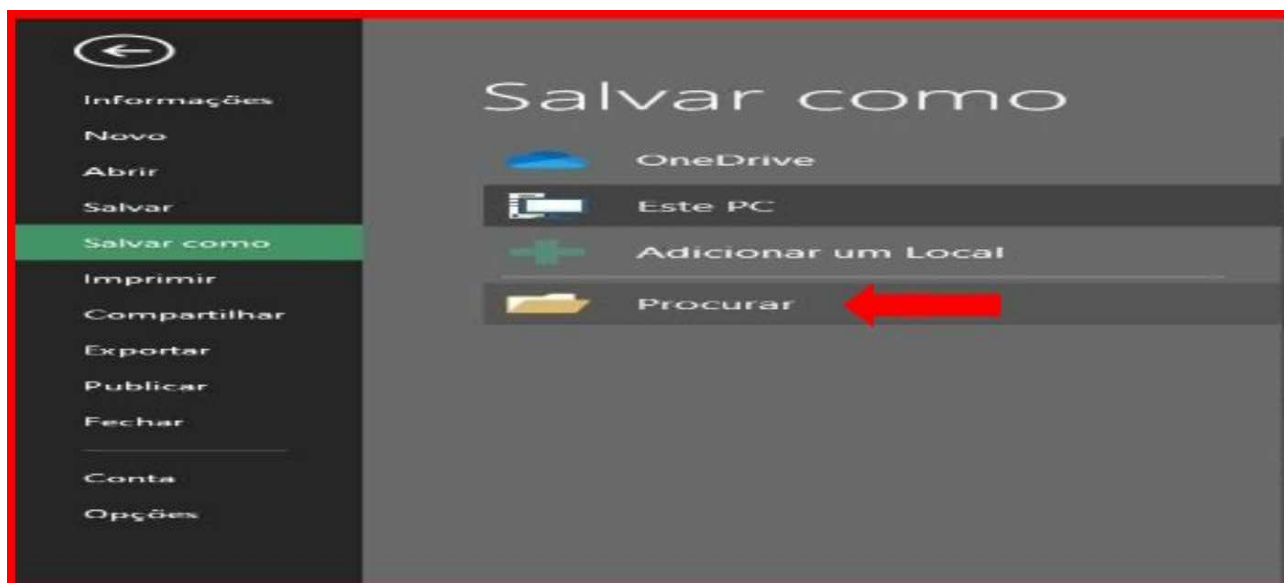 Informações
Novo
Abrir
Salvar
Salvar como
Imprimir
Compartilhar
Exportar
Publicar
Fechar
Conta
Opções
Salvar como
OneDrive
Este PC
Adicionar um Local
Procurar